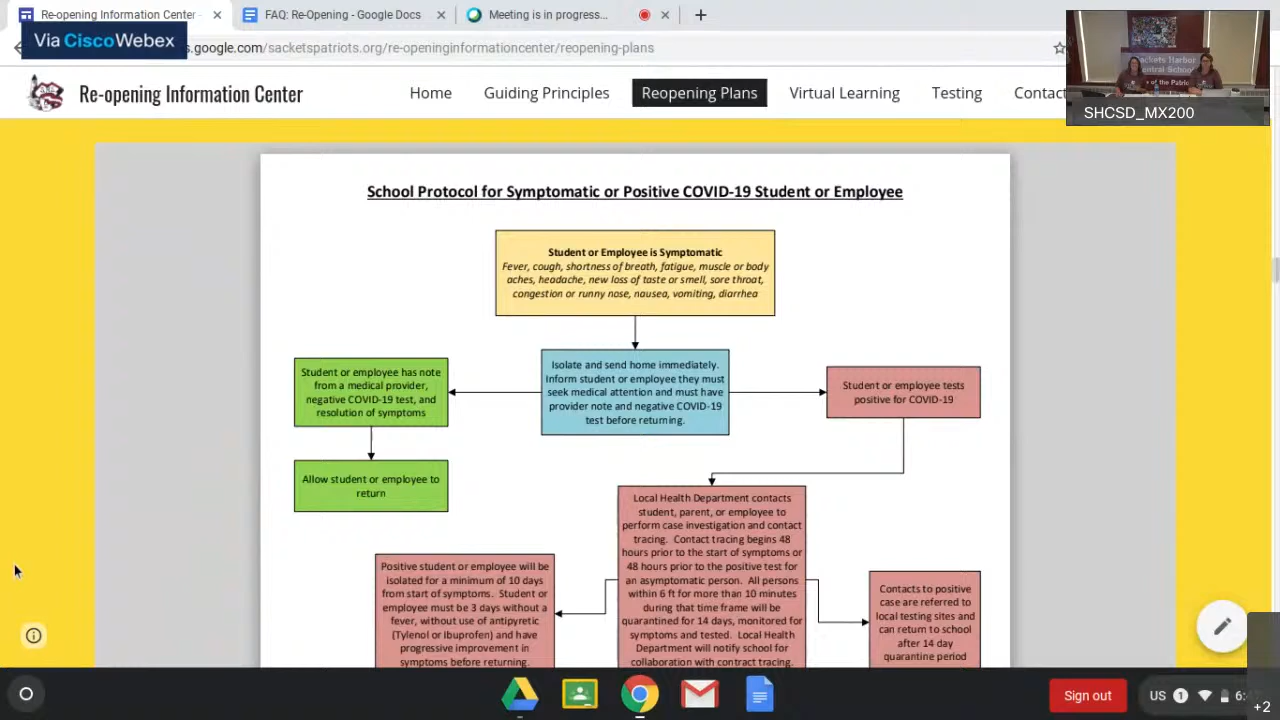 Re-Opening Information Center -
FAQ: Re-Opening - Google Docs
Meeting is in progress...
Via CiscoWebex
s.google.com/sacketspatriots.org/re-openinginformationcenter/reopening-plans
Re-opening Information Center
Home
Guiding Principles
Reopening Plans
Virtual Learning
Testing
Contact
SHCSD_MX200
School Protocol for Symptomatic or Positive COVID-19 Student or Employee
Student or Employee is Symptomatic
Fever, cough, shortness of breath, fatigue, muscle or body
aches, headache, new loss of taste or smell, sore throat,
congestion or runny nose, nausea, vomiting, diarrhea
Student or employee has note
from a medical provider,
negative COVID-19 test, and
resolution of symptoms
Isolate and send home immediately.
Inform student or employee they must
seek medical attention and must have
provider note and negative COVID-19
test before returning.
Student or employee tests
positive for COVID-19
Allow student or employee to
return
Local Health Department contacts
student, parent, or employee to
perform case investigation and contact
tracing. Contact tracing begins 48
hours prior to the start of symptoms or
48 hours prior to the positive test for
an asymptomatic person. All persons
within 6 ft for more than 10 minutes
during that time frame will be
quarantined for 14 days, monitored for
symptoms and tested. Local Health
Department will notify school for
collaboration with contract tracing.
Positive student or employee will be
isolated for a minimum of 10 days
from start of symptoms. Student or
employee must be 3 days without a
fever, without use of antipyretic
(Tylenol or Ibuprofen) and have
progressive improvement in
symptoms before returning.
Contacts to positive
case are referred to
local testing sites and
can return to school
after 14 day
quarantine period
Sign out
US
1
6:
+2